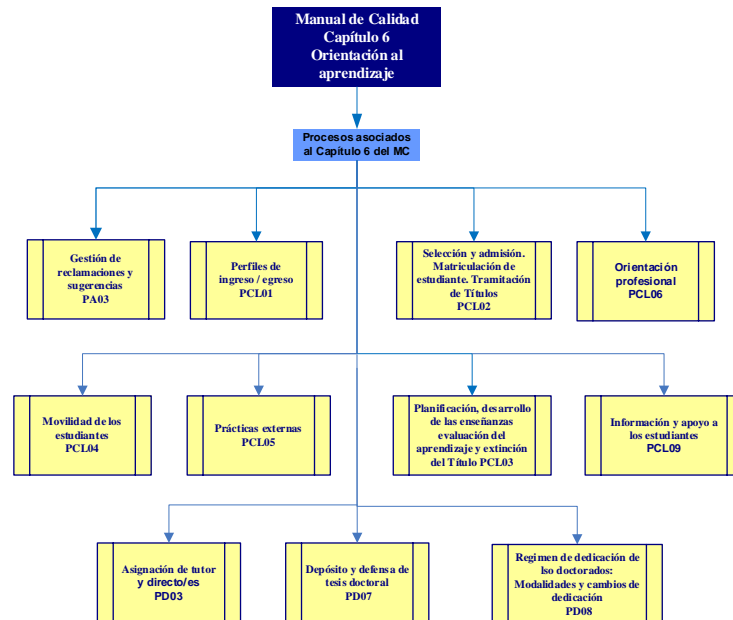 Manual de Calidad
Capítulo 6
Orientación al
aprendizaje
Procesos asociados
al Capítulo 6 del MC
Gestión de
reclamaciones y
sugerencias
PA03
Perfiles de
ingreso / egreso
PCL01
Selección y admisión.
Matriculación de
estudiante. Tramitación
de Títulos
PCL02
Orientación
profesional
PCL06
Movilidad de los
estudiantes
PCL04
Prácticas externas
PCL05
Planificación, desarrollo
de las enseñanzas
evaluación del
aprendizaje y extinción
del Título PCL03
Información y apoyo a
los estudiantes
PCL09
Asignación de tutor
y directo/es
PD03
Depósito y defensa de
tesis doctoral
PD07
Regimen de dedicación de
lso doctorados:
Modalidades y cambios de
dedicación
PD08